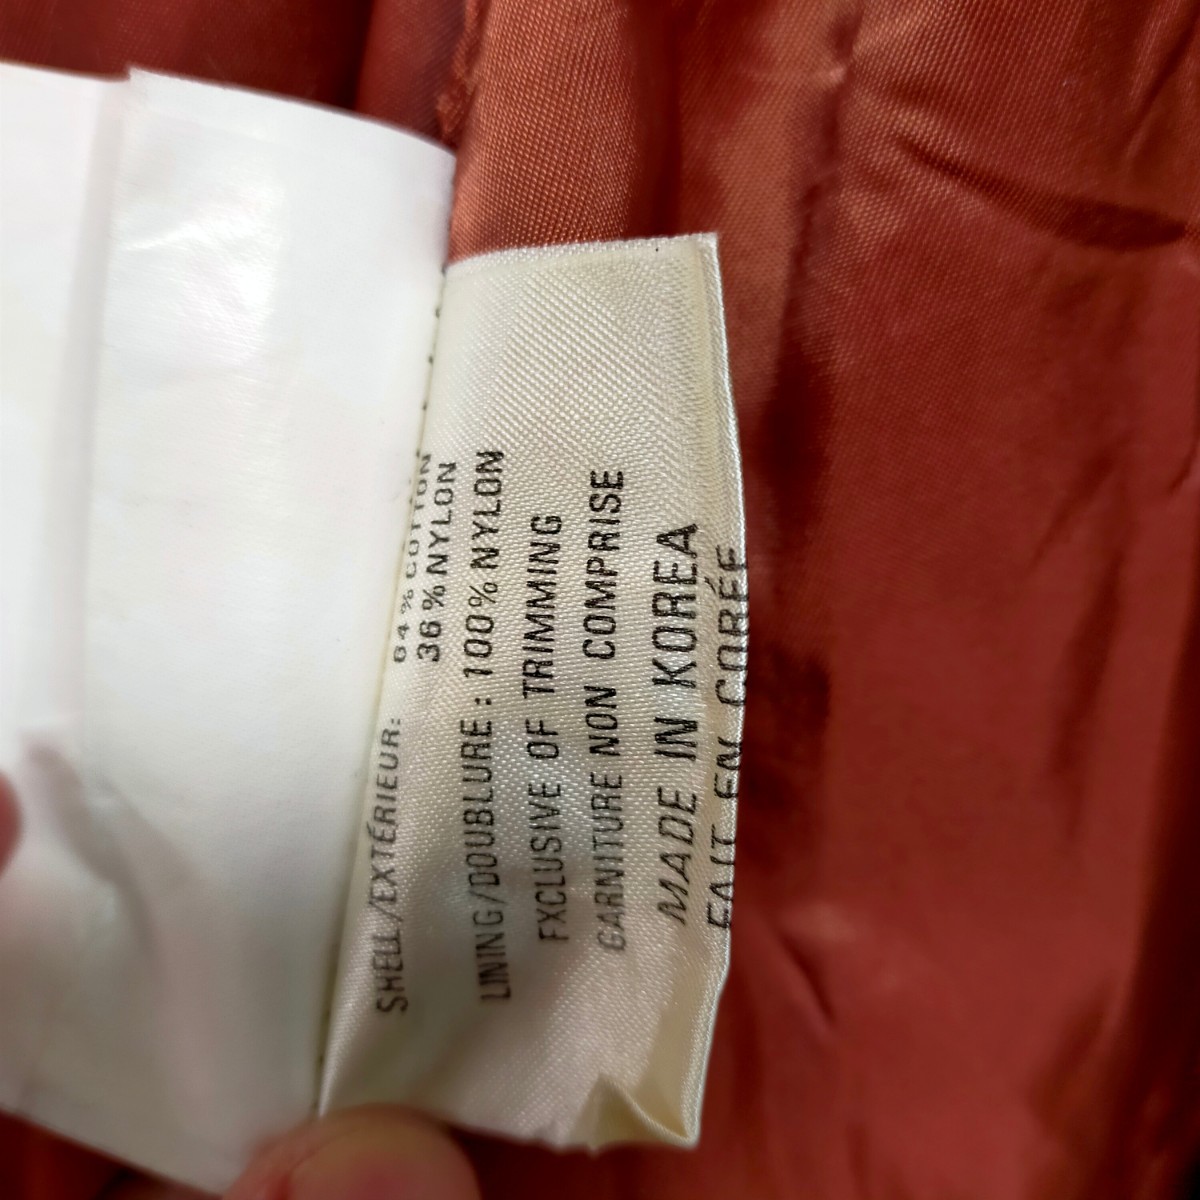 SHELL/EXTÉRIEUR: 64% COTTON
36% NYLON
LINING/DOUBLURE: 100% NYLON
EXCLUSIVE OF TRIMMING
GARNITURE NON COMPRISE
MADE IN KOREA
FAIT EN CORÉE